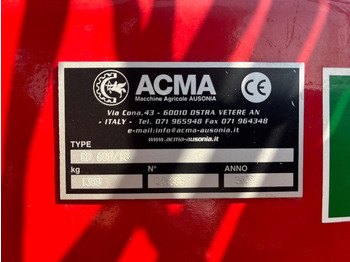 ACMA
Macchine Agricole AUSONIA
CE
Via Cona,43 - 60010 OSTRA VETERE AN
- ITALY - Tel. 071 965948 Fax 071 964348
e-mail:info@acma-ausonia.it
www.acma-ausonia.it
TYPE
kg N° ANNO